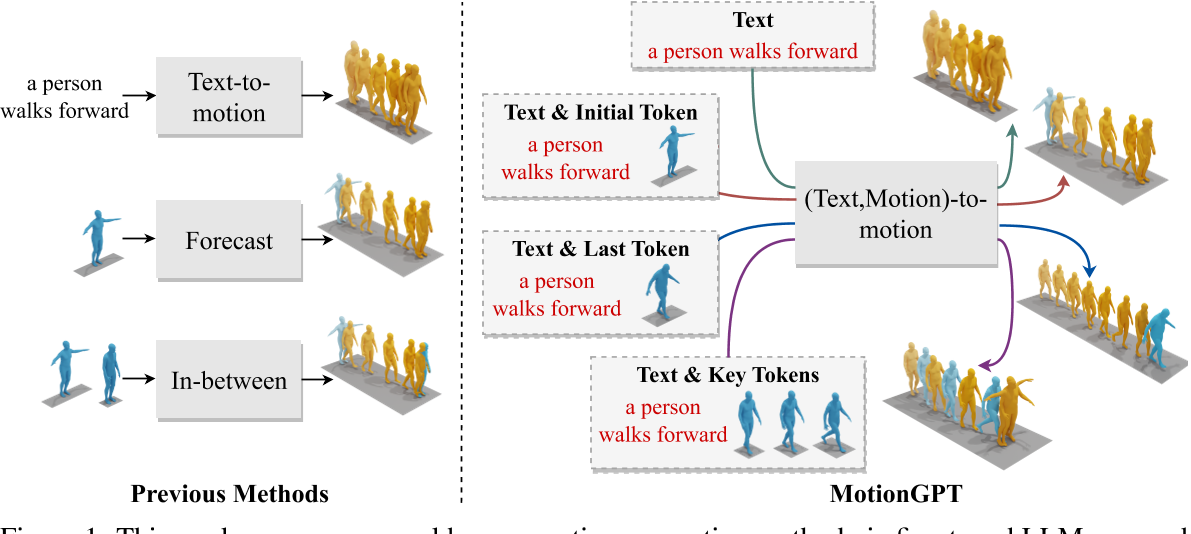 a person
walks forward
Text-to-
motion
Forecast
In-between
Previous Methods
Text
a person walks forward
Text & Initial Token
a person
walks forward
Text & Last Token
a person
walks forward
Text & Key Tokens
a person
walks forward
(Text,Motion)-to-
motion
MotionGPT